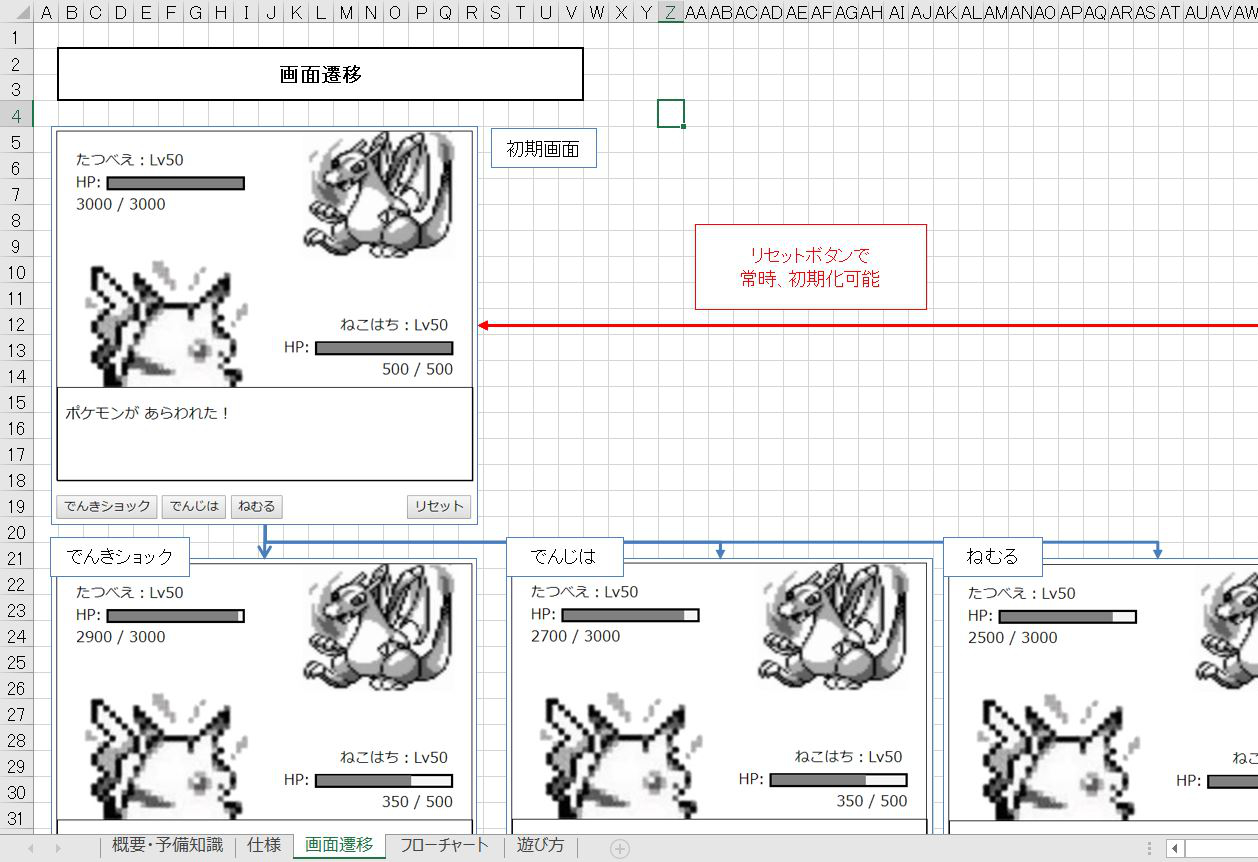 A B C D E F G H I J K L M N O P Q R S T U V W X Y Z AA AB AC AD AE AF AG AH AI AJ AK AL AM AN AO AP AQ AR AS AT AU AV AW
1
2
3
4
5
6
7
8
9
10
11
12
13
14
15
16
17
18
19
20
21
22
23
24
25
26
27
28
29
30
31
画面遷移
初期画面
たつべえ : Lv50
HP:
3000 / 3000
ねこはち : Lv50
HP:
500 / 500
ポケモンが あらわれた！
でんきショック でんじは ねむる リセット
リセットボタンで
常時、初期化可能
でんきショック
たつべえ : Lv50
HP:
2900 / 3000
ねこはち : Lv50
HP:
350 / 500
でんじは
たつべえ : Lv50
HP:
2700 / 3000
ねこはち : Lv50
HP:
350 / 500
ねむる
たつべえ : Lv50
HP:
2500 / 3000
HP:
概要・予備知識 仕様 画面遷移 フローチャート 遊び方